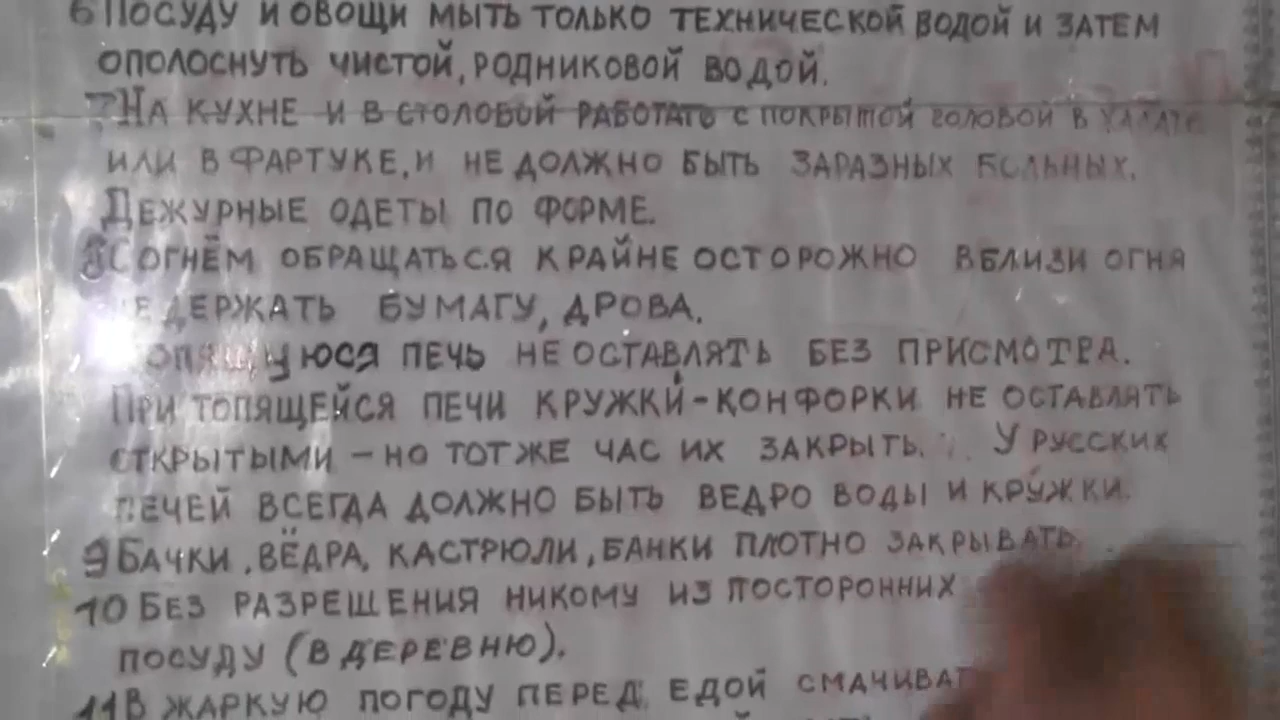 6 Посуду и овощи мыть только технической водой и затем
ополоснуть чистой, родниковой водой.
7 На кухне и в столовой работать с покрытой головой в халате
или в фартуке, и не должно быть заразных больных.
Дежурные одеты по форме.
8 С огнём обращаться крайне осторожно вблизи огня
не держать бумагу, дрова.
Топящуюся печь не оставлять без присмотра.
При топящейся печи кружки-конфорки не оставлять
открытыми – но тотже час их закрыть. У русских
печей всегда должно быть ведро воды и кружки.
9 Бачки, вёдра, кастрюли, банки плотно закрывать
10 Без разрешения никому из посторонних
посуду (в деревню).
11 В жаркую погоду перед едой